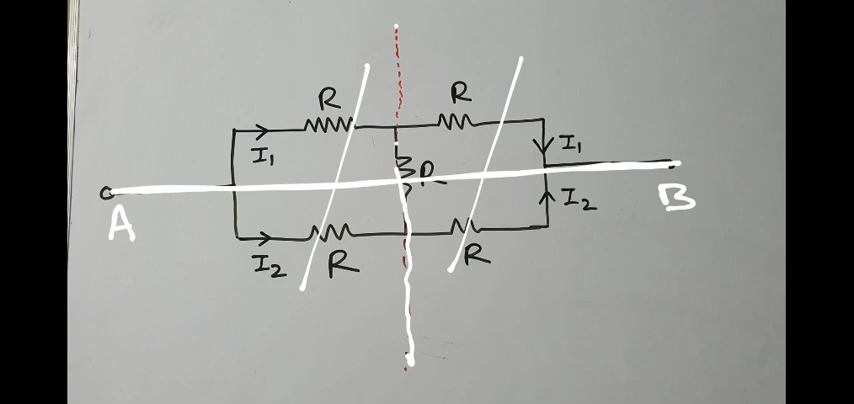 R R
I1 I1
R
A B
I2 I2
R R